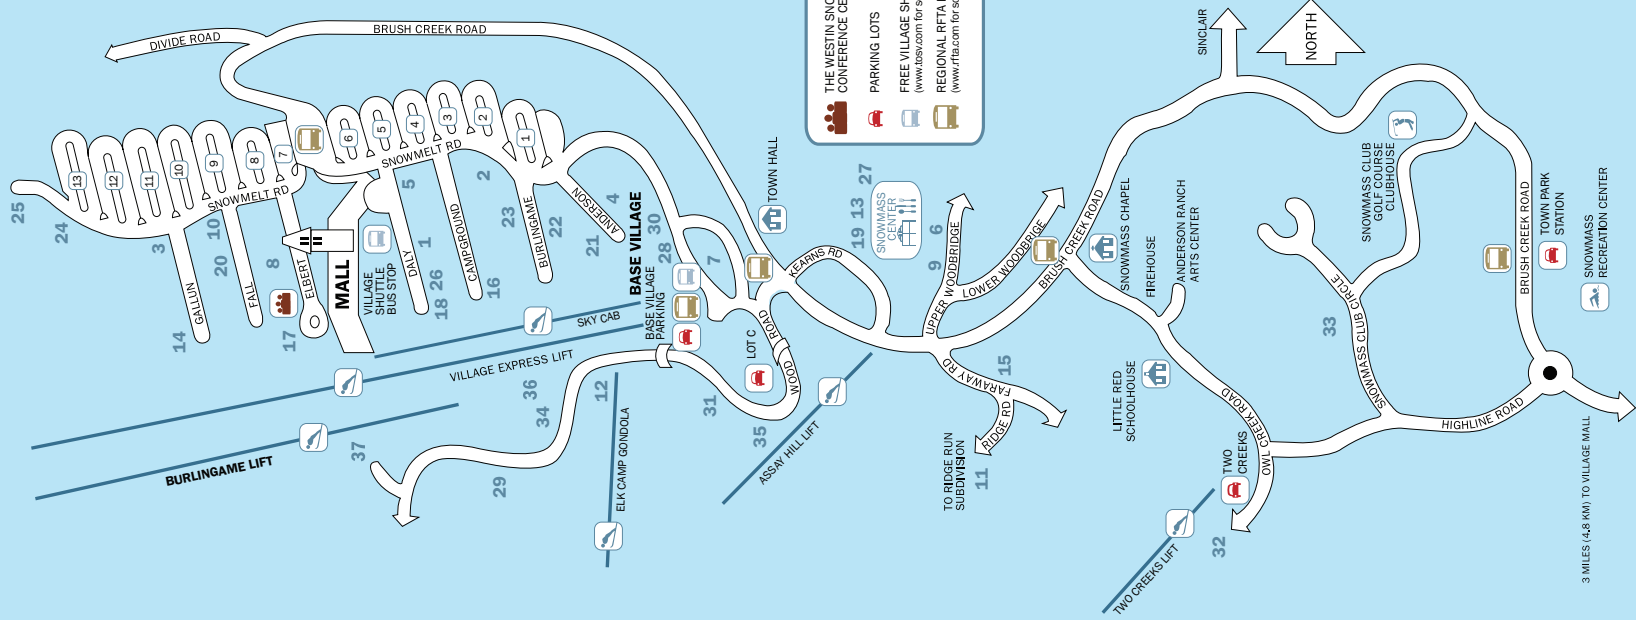 DIVIDE ROAD
BRUSH CREEK ROAD
THE WESTIN SNO
CONFERENCE CE
PARKING LOTS
FREE VILLAGE SH
(www.tosv.com for s
REGIONAL RFTA
(www.rfta.com for sc
SINCLAIR
NORTH
25
24
13
12
11
10
9
8
7
6
5
4
3
2
1
SNOWMELT RD
SNOWMELT RD
3
14
GALLUN
10
20
FALL
8
17
ELBERT
MALL
VILLAGE
SHUTTLE
BUS STOP
5
DALY
1
26
18
CAMPGROUND
16
2
23
BURLINGAME
22
ANDERSON
21
4
BASE VILLAGE
30
28
BASE VILLAGE
PARKING
7
TOWN HALL
KEARNS RD
27
19 13
SNOWMASS
CENTER
9
6
UPPER WOODBRIDGE
LOWER WOODBRIGE
BRUSH CREEK ROAD
SNOWMASS CHAPEL
FIREHOUSE
ANDERSON RANCH
ARTS CENTER
SNOWMASS CLUB
GOLF COURSE
CLUBHOUSE
BRUSH CREEK ROAD
TOWN PARK
STATION
SNOWMASS
RECREATION CENTER
SKY CAB
VILLAGE EXPRESS LIFT
BURLINGAME LIFT
37
36
34
12
29
ELK CAMP GONDOLA
31
LOT C
WOOD ROAD
35
ASSAY HILL LIFT
FARAWAY RD
15
RIDGE RD
TO RIDGE RUN
SUBDIVISION
11
LITTLE RED
SCHOOLHOUSE
OWL CREEK ROAD
TWO
CREEKS
32
TWO CREEKS LIFT
33
SNOWMASS CLUB CIRCLE
HIGHLINE ROAD
3 MILES (4.8 KM) TO VILLAGE MALL